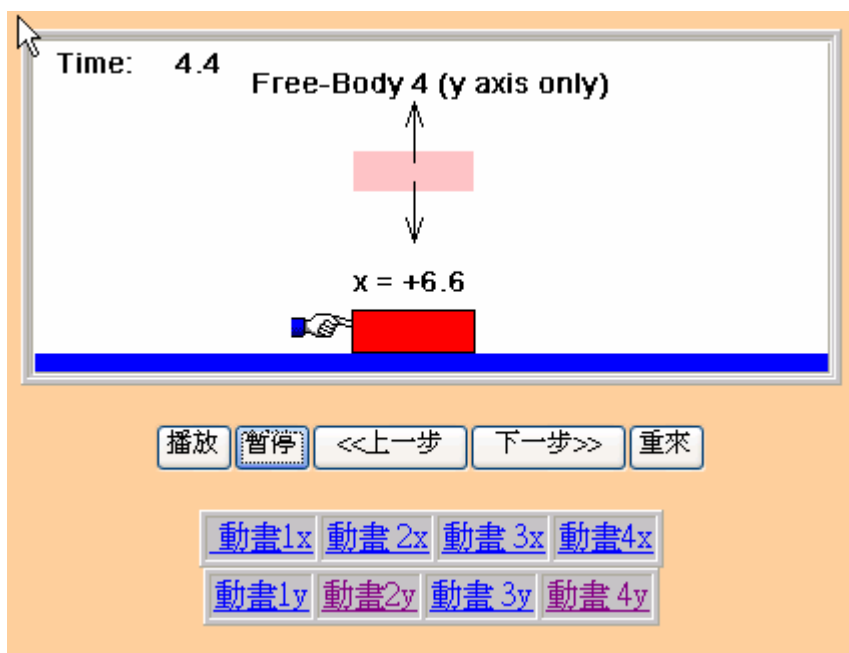 Time: 4.4
Free-Body 4 (y axis only)
x = +6.6
播放 暫停 <<上一步 下一步>> 重來
動畫1x 動畫 2x 動畫 3x 動畫4x
動畫1y 動畫2y 動畫 3y 動畫 4y